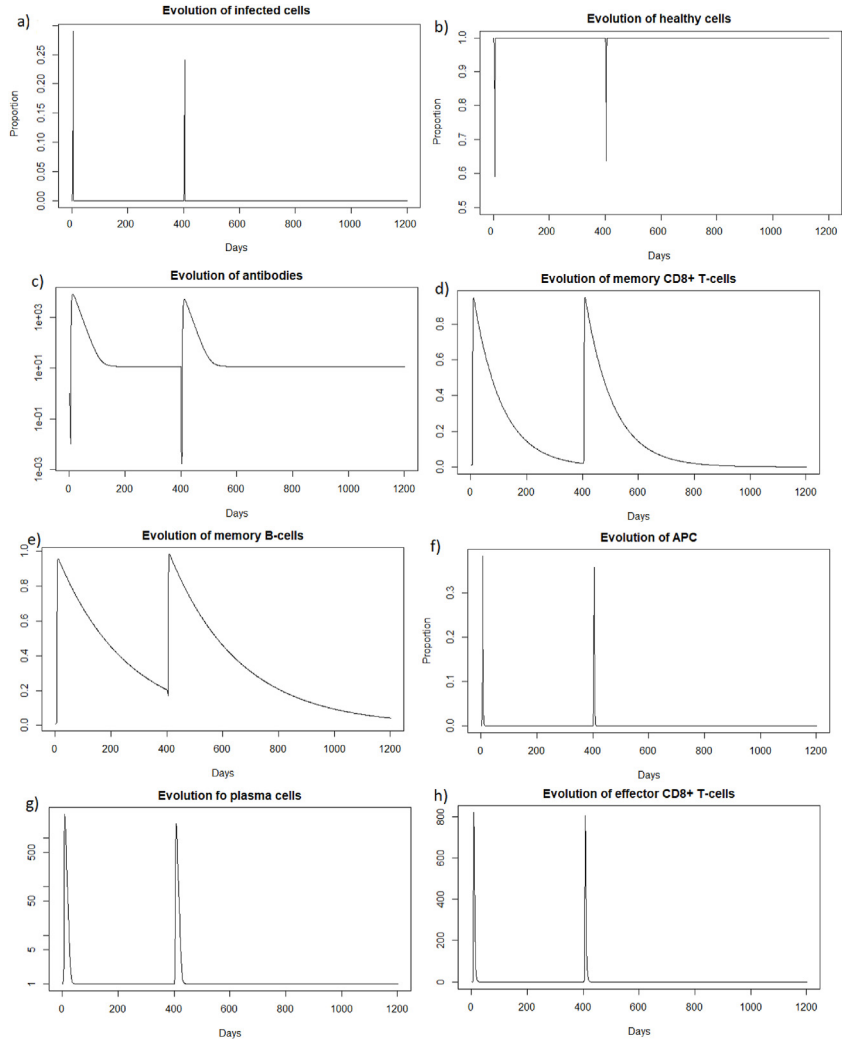 a)
Evolution of infected cells
Proportion
0.25
0.20
0.15
0.10
0.05
0.00
0 200 400 600 800 1000 1200
Days
b)
Evolution of healthy cells
Proportion
1.0
0.9
0.8
0.7
0.6
0.5
0 200 400 600 800 1000 1200
Days
c)
Evolution of antibodies
1e+03
1e+01
1e-01
1e-03
0 200 400 600 800 1000 1200
Days
d)
Evolution of memory CD8+ T-cells
0.8
0.6
0.4
0.2
0.0
0 200 400 600 800 1000 1200
Days
e)
Evolution of memory B-cells
1.0
0.8
0.6
0.4
0.2
0.0
0 200 400 600 800 1000 1200
Days
f)
Evolution of APC
Proportion
0.3
0.2
0.1
0.0
0 200 400 600 800 1000 1200
Days
g)
Evolution fo plasma cells
500
50
5
1
0 200 400 600 800 1000 1200
Days
h)
Evolution of effector CD8+ T-cells
800
600
400
200
0
0 200 400 600 800 1000 1200
Days